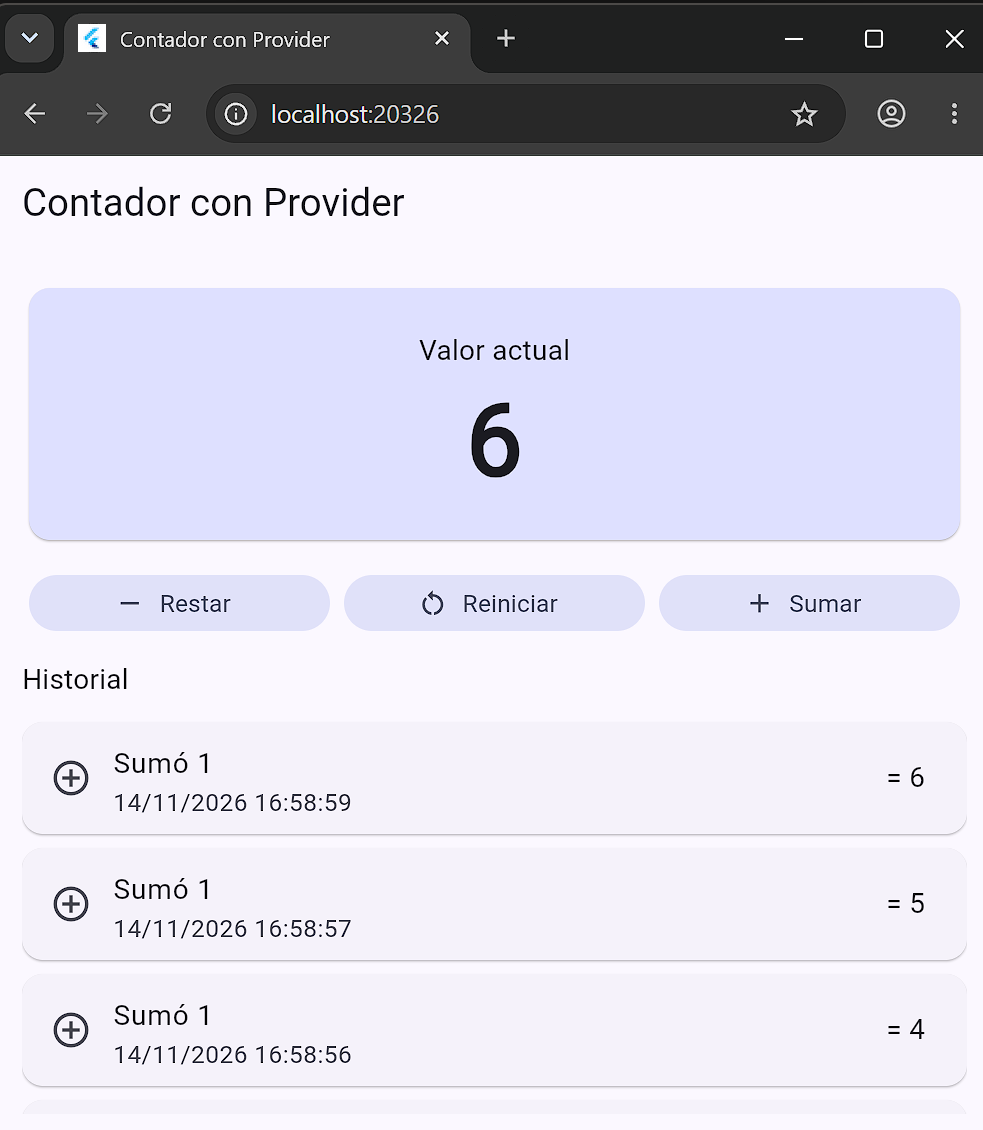 Contador con Provider
localhost:20326
Contador con Provider
Valor actual
6
Restar
Reiniciar
Sumar
Historial
Sumó 1
14/11/2026 16:58:59
= 6
Sumó 1
14/11/2026 16:58:57
= 5
Sumó 1
14/11/2026 16:58:56
= 4